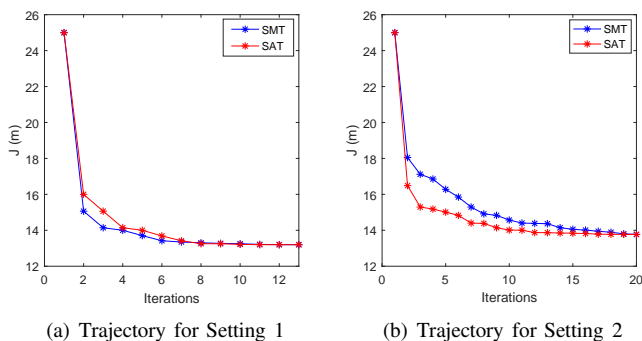 26
24
22
20
18
16
14
12
J (m)
0 2 4 6 8 10 12
Iterations
SMT
SAT
(a) Trajectory for Setting 1
26
24
22
20
18
16
14
12
J (m)
0 5 10 15 20
Iterations
SMT
SAT
(b) Trajectory for Setting 2